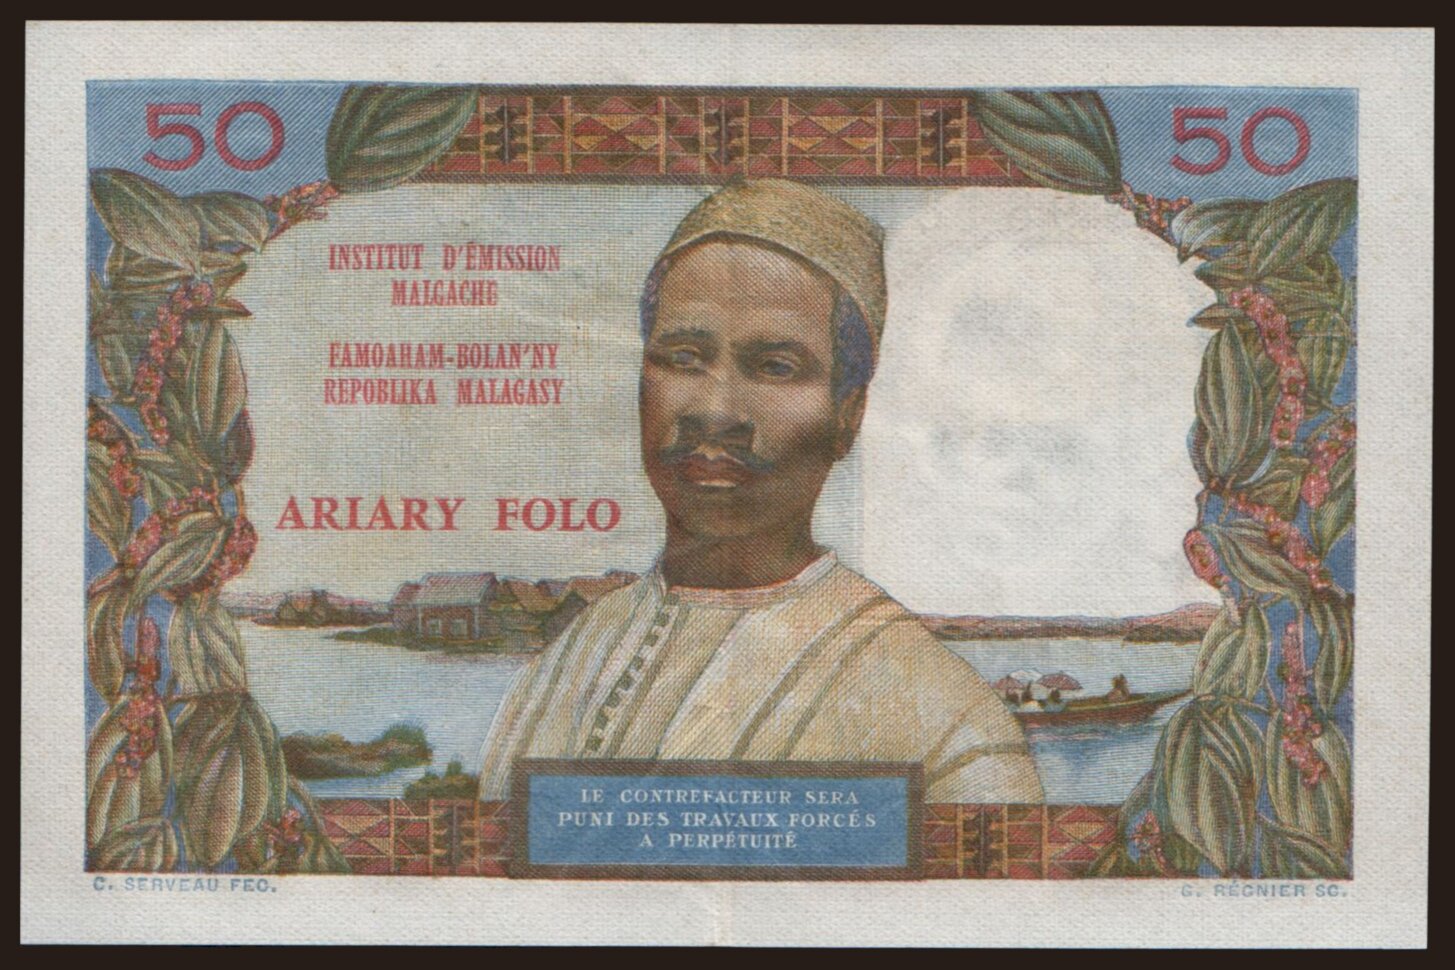 50
50
INSTITUT D'ÉMISSION
MALGACHE
FAMOAHAM-BOLAN'NY
REPOBLIKA MALAGASY
ARIARY FOLO
LE CONTREFACTEUR SERA
PUNI DES TRAVAUX FORCÉS
A PERPÉTUITÉ
C. SERVEAU FEC.
G. RÉGNIER SC.